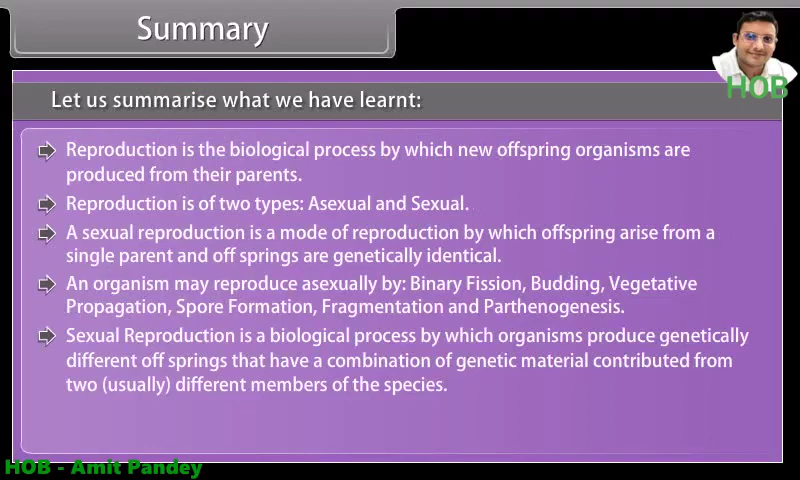 Summary
HOB
Let us summarise what we have learnt:
Reproduction is the biological process by which new offspring organisms are
produced from their parents.
Reproduction is of two types: Asexual and Sexual.
A sexual reproduction is a mode of reproduction by which offspring arise from a
single parent and off springs are genetically identical.
An organism may reproduce asexually by: Binary Fission, Budding, Vegetative
Propagation, Spore Formation, Fragmentation and Parthenogenesis.
Sexual Reproduction is a biological process by which organisms produce genetically
different off springs that have a combination of genetic material contributed from
two (usually) different members of the species.
HOB - Amit Pandey